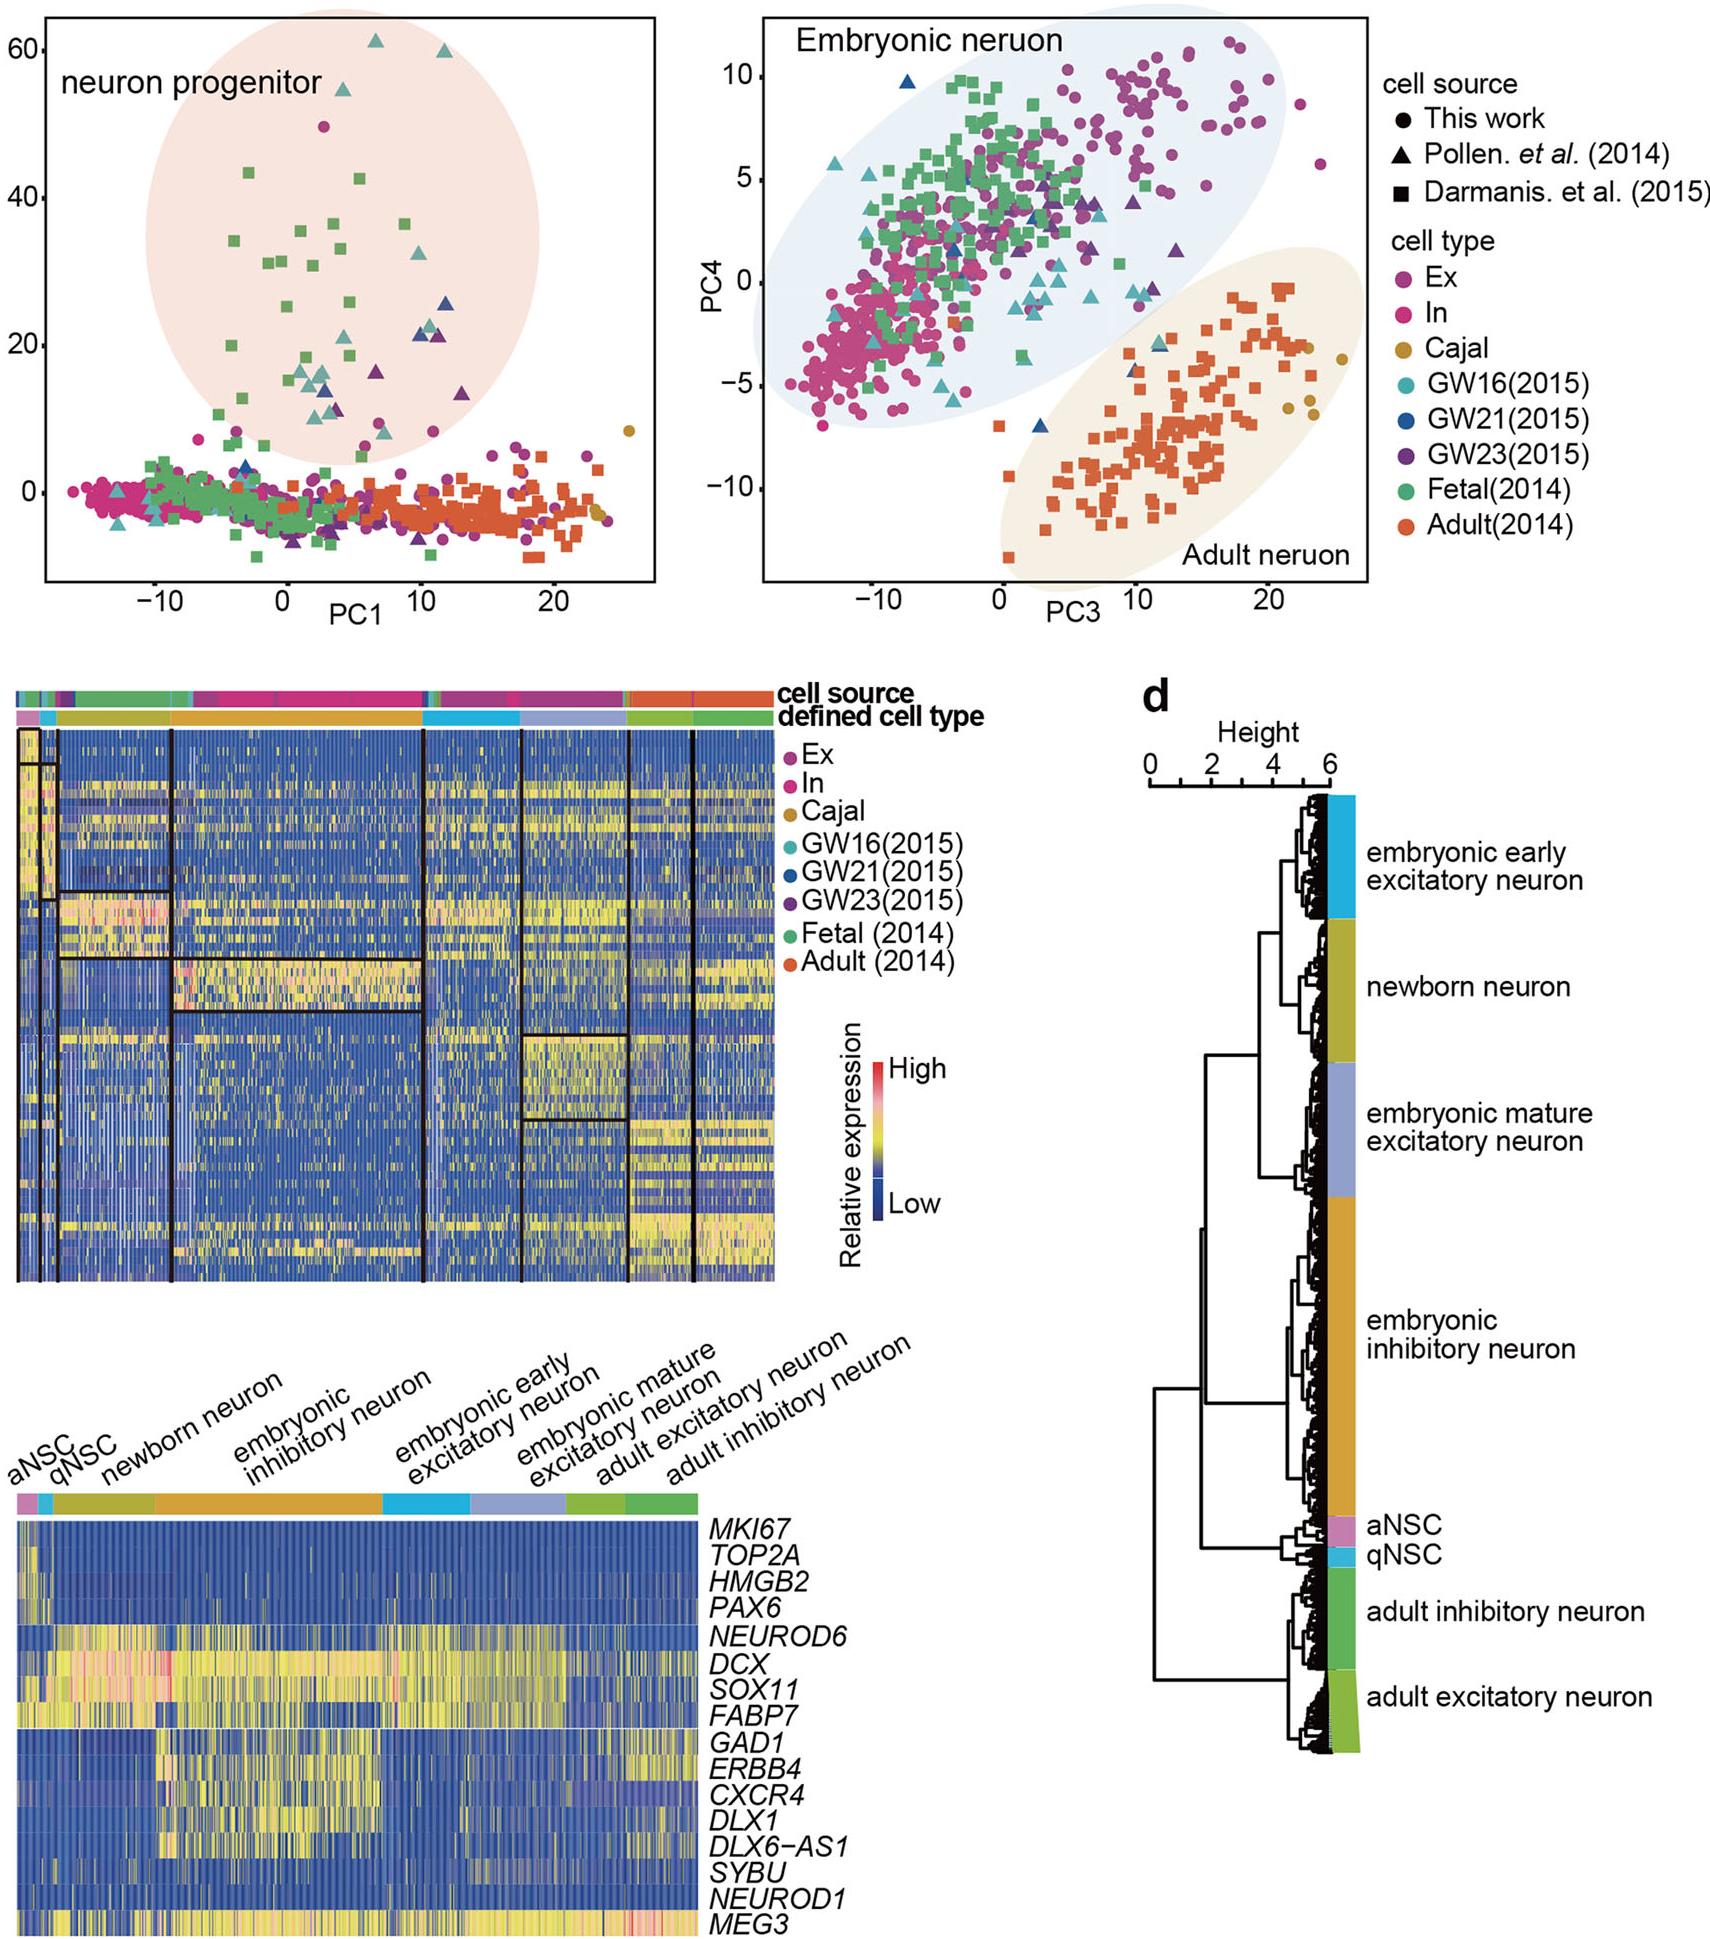 60
40
20
0
neuron progenitor
−10
0
10
20
PC1
Embryonic neruon
10
5
0
−5
−10
PC4
Adult neruon
−10
0
10
20
PC3
cell source
This work
Pollen. et al. (2014)
Darmanis. et al. (2015)
cell type
Ex
In
Cajal
GW16(2015)
GW21(2015)
GW23(2015)
Fetal(2014)
Adult(2014)
cell source
defined cell type
Ex
In
Cajal
GW16(2015)
GW21(2015)
GW23(2015)
Fetal (2014)
Adult (2014)
Relative expression
High
Low
d
Height
0 2 4 6
embryonic early
excitatory neuron
newborn neuron
embryonic mature
excitatory neuron
embryonic
inhibitory neuron
aNSC
qNSC
adult inhibitory neuron
adult excitatory neuron
aNSC
qNSC
newborn neuron
embryonic
inhibitory neuron
embryonic early
excitatory neuron
embryonic mature
excitatory neuron
adult excitatory neuron
adult inhibitory neuron
MKI67
TOP2A
HMGB2
PAX6
NEUROD6
DCX
SOX11
FABP7
GAD1
ERBB4
CXCR4
DLX1
DLX6−AS1
SYBU
NEUROD1
MEG3